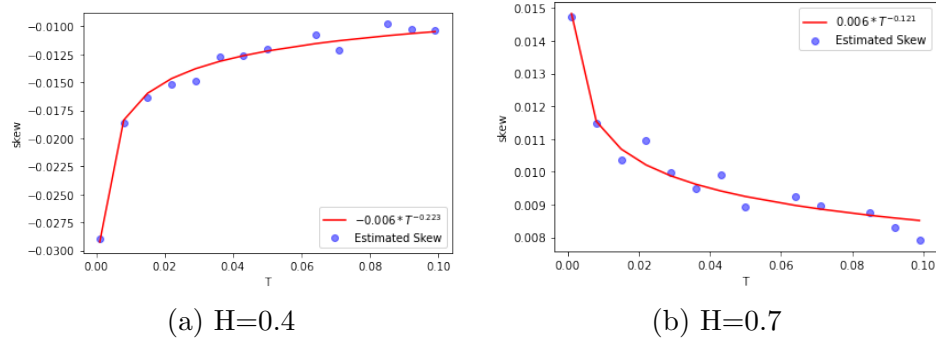 −0.0100
−0.0125
−0.0150
−0.0175
−0.0200
−0.0225
−0.0250
−0.0275
−0.0300
skew
−0.006 * T^−0.223
Estimated Skew
0.00 0.02 0.04 0.06 0.08 0.10
T
(a) H=0.4
0.015
0.014
0.013
0.012
0.011
0.010
0.009
0.008
skew
0.006 * T^−0.121
Estimated Skew
0.00 0.02 0.04 0.06 0.08 0.10
T
(b) H=0.7